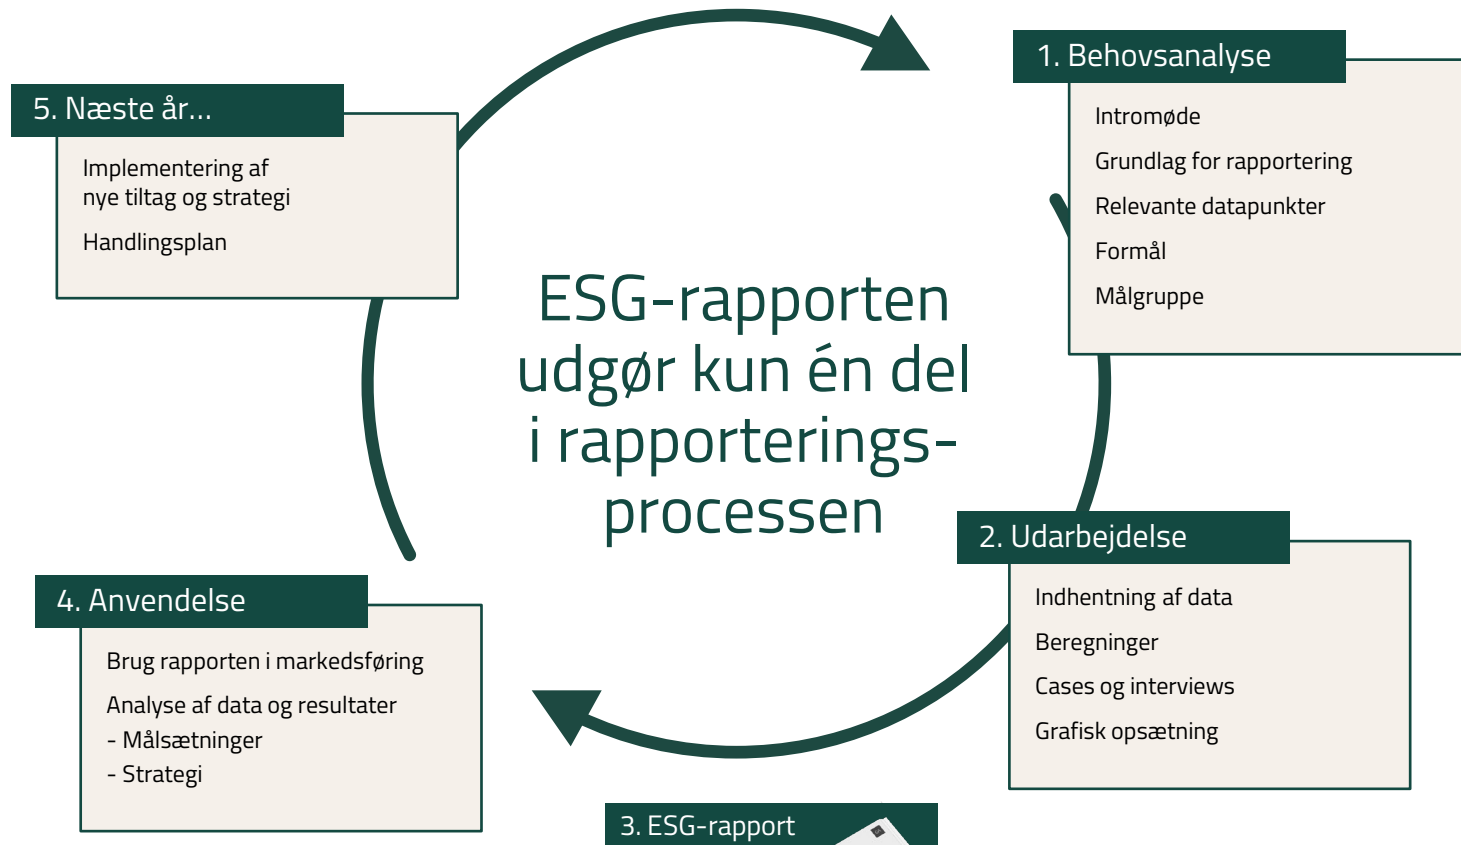 1. Behovsanalyse
Intromøde
Grundlag for rapportering
Relevante datapunkter
Formål
Målgruppe
5. Næste år...
Implementering af
nye tiltag og strategi
Handlingsplan
ESG-rapporten
udgør kun én del
i rapporterings-
processen
2. Udarbejdelse
Indhentning af data
Beregninger
Cases og interviews
Grafisk opsætning
4. Anvendelse
Brug rapporten i markedsføring
Analyse af data og resultater
- Målsætninger
- Strategi
3. ESG-rapport